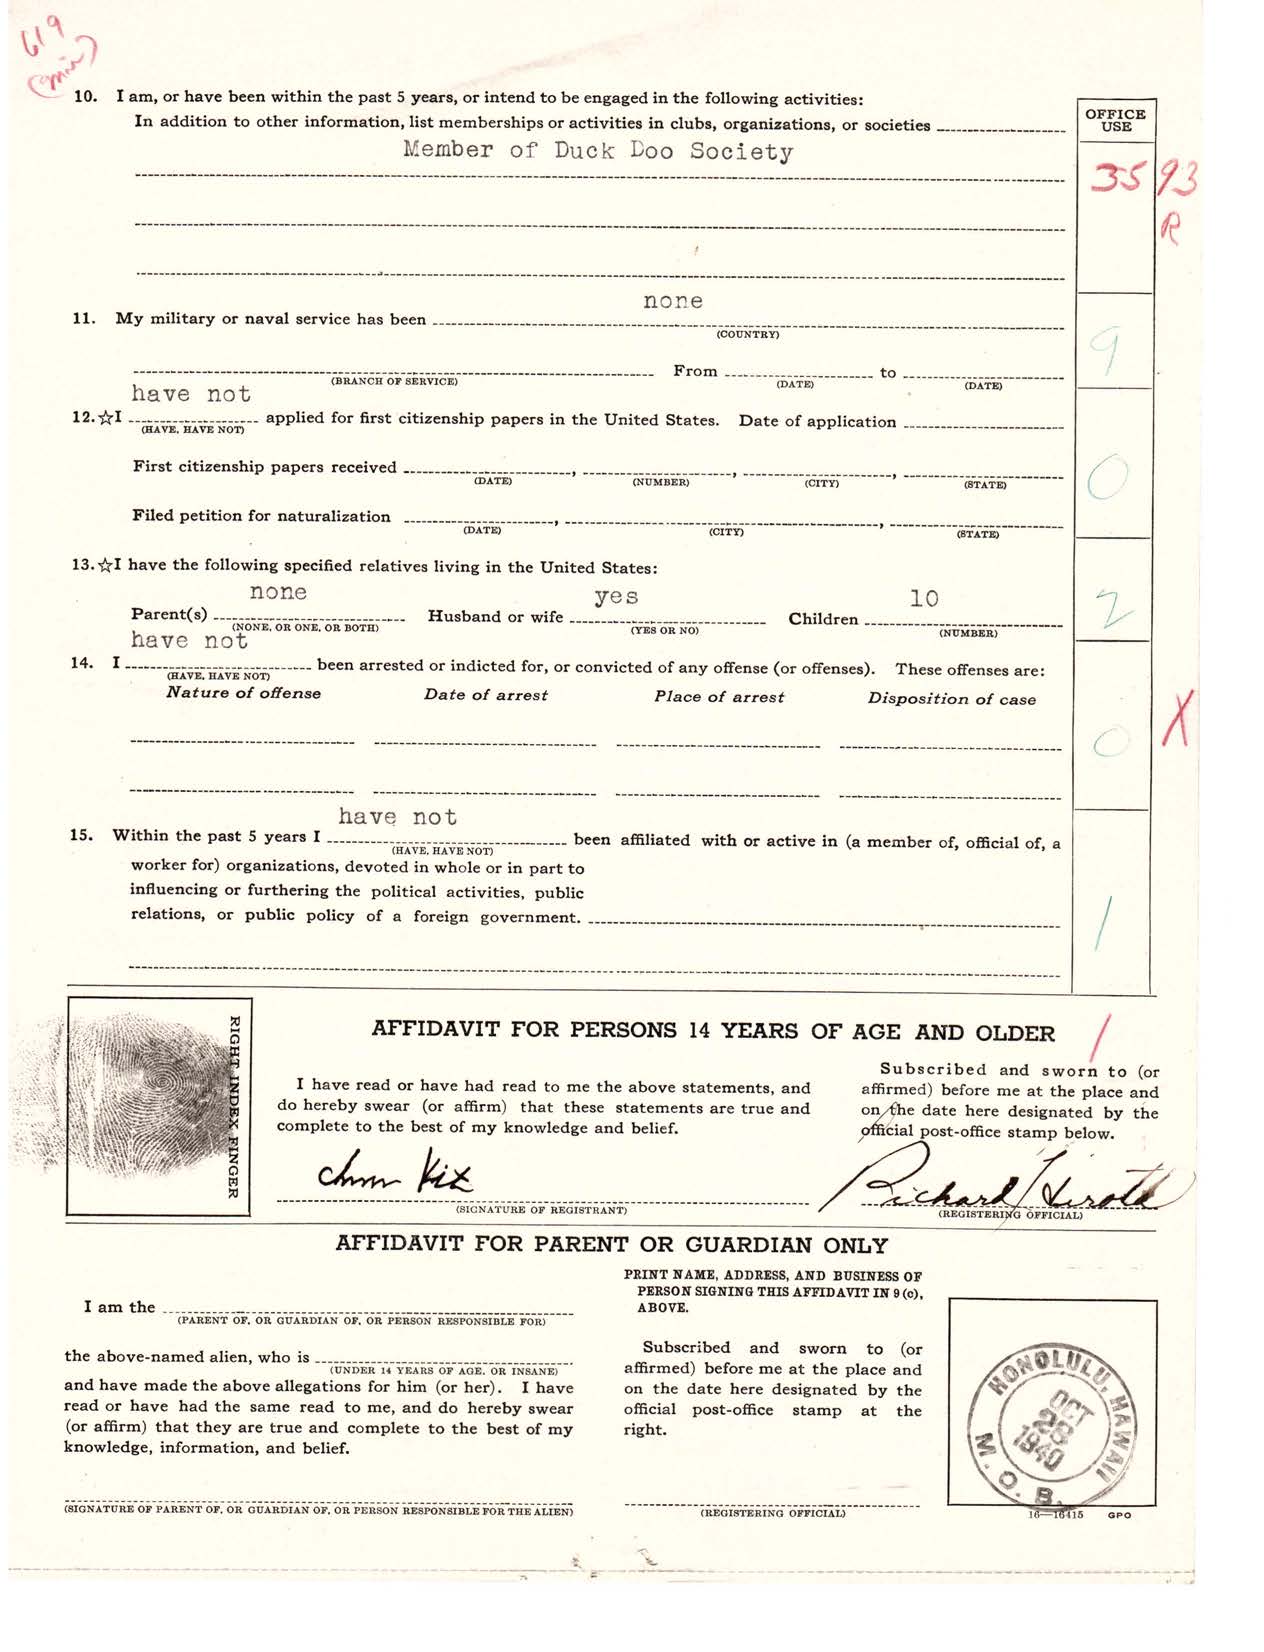 619
10. I am, or have been within the past 5 years, or intend to be engaged in the following activities:
In addition to other information, list memberships or activities in clubs, organizations, or societies
Member of Duck Doo Society
OFFICE
USE
35 93
R
none
11. My military or naval service has been
(COUNTRY)
9
From to
(BRANCH OF SERVICE) (DATE) (DATE)
have not
12. ☆I applied for first citizenship papers in the United States. Date of application
(HAVE, HAVE NOT)
First citizenship papers received , , ,
(DATE) (NUMBER) (CITY) (STATE)
0
Filed petition for naturalization , ,
(DATE) (CITY) (STATE)
13. ☆I have the following specified relatives living in the United States:
none yes 10
Parent(s) Husband or wife Children
(NONE, OR ONE, OR BOTH) (YES OR NO) (NUMBER)
2
have not
14. I been arrested or indicted for, or convicted of any offense (or offenses). These offenses are:
(HAVE, HAVE NOT)
Nature of offense Date of arrest Place of arrest Disposition of case
0 X
have not
15. Within the past 5 years I been affiliated with or active in (a member of, official of, a
(HAVE, HAVE NOT)
worker for) organizations, devoted in whole or in part to
influencing or furthering the political activities, public
relations, or public policy of a foreign government.
1
RIGHT INDEX FINGER
AFFIDAVIT FOR PERSONS 14 YEARS OF AGE AND OLDER
I have read or have had read to me the above statements, and
do hereby swear (or affirm) that these statements are true and
complete to the best of my knowledge and belief.
Chun Kit
(SIGNATURE OF REGISTRANT)
Subscribed and sworn to (or
affirmed) before me at the place and
on the date here designated by the
official post-office stamp below.
Richard Hirota
(REGISTERING OFFICIAL)
AFFIDAVIT FOR PARENT OR GUARDIAN ONLY
I am the
(PARENT OF, OR GUARDIAN OF, OR PERSON RESPONSIBLE FOR)
the above-named alien, who is
(UNDER 14 YEARS OF AGE, OR INSANE)
and have made the above allegations for him (or her). I have
read or have had the same read to me, and do hereby swear
(or affirm) that they are true and complete to the best of my
knowledge, information, and belief.
(SIGNATURE OF PARENT OF, OR GUARDIAN OF, OR PERSON RESPONSIBLE FOR THE ALIEN)
PRINT NAME, ADDRESS, AND BUSINESS OF
PERSON SIGNING THIS AFFIDAVIT IN 9 (c),
ABOVE.
Subscribed and sworn to (or
affirmed) before me at the place and
on the date here designated by the
official post-office stamp at the
right.
(REGISTERING OFFICIAL)
HONOLULU, HAWAII
OCT
28
1940
M. O. B.
16—16415 GPO